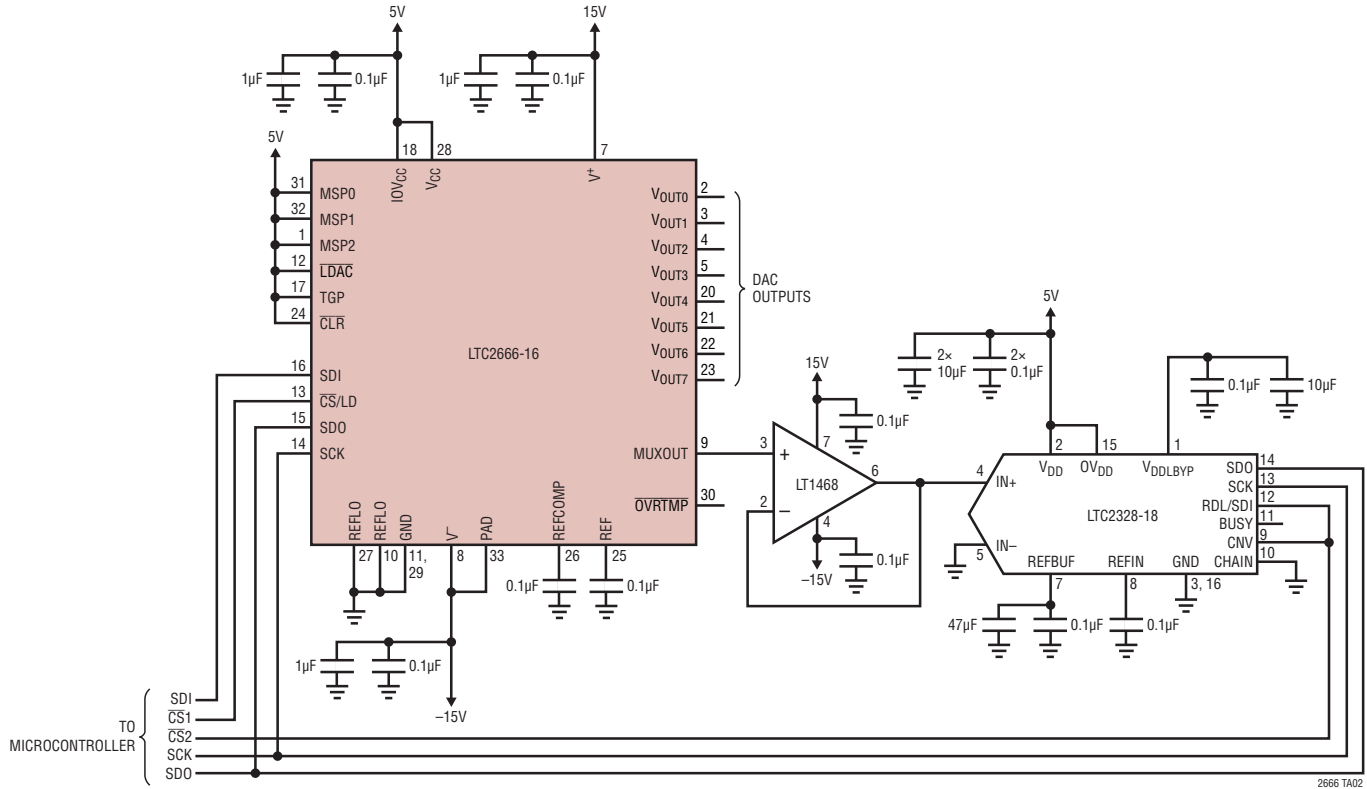 5V
15V
1µF
0.1µF
1µF
0.1µF
5V
18
28
7
IOVCC
VCC
V+
31 MSP0
32 MSP1
1 MSP2
12 LDAC
17 TGP
24 CLR
16 SDI
13 CS/LD
15 SDO
14 SCK
LTC2666-16
VOUT0 2
VOUT1 3
VOUT2 4
VOUT3 5
VOUT4 20
VOUT5 21
VOUT6 22
VOUT7 23
DAC
OUTPUTS
MUXOUT 9
OVRTMP 30
REFLO
REFLO
GND
V–
PAD
REFCOMP
REF
27
10
11,
29
8
33
26
25
0.1µF
0.1µF
1µF
0.1µF
–15V
15V
0.1µF
7
3
+
LT1468
6
2
–
4
0.1µF
–15V
5V
2×
10µF
2×
0.1µF
0.1µF
10µF
2
15
1
VDD
OVDD
VDDLBYP
4
IN+
LTC2328-18
IN–
5
SDO 14
SCK 13
RDL/SDI 12
BUSY 11
CNV 9
CHAIN 10
REFBUF
REFIN
GND
7
8
3, 16
47µF
0.1µF
0.1µF
TO
MICROCONTROLLER
SDI
CS1
CS2
SCK
SDO
2666 TA02